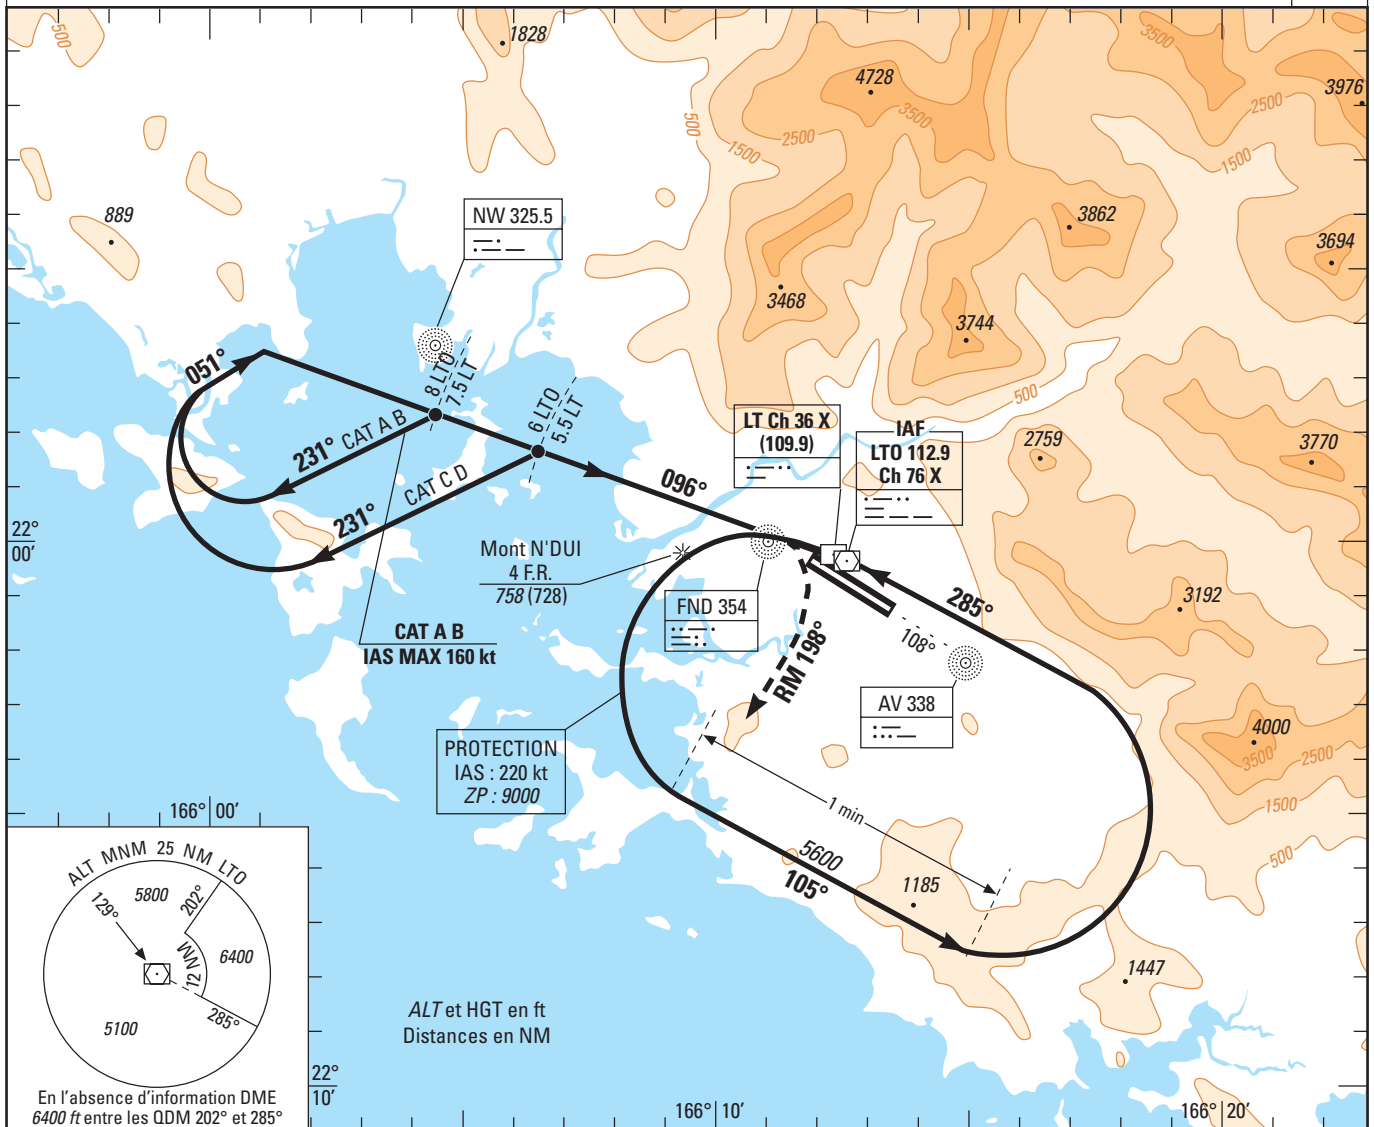 500
1828
4728
3500
2500
1500
500
3500
2500
1500
3976
889
NW 325.5
3862
3694
3468
3744
051°
8 LTO
7.5 LT
6 LTO
5.5 LT
500
231° CAT A B
231°
CAT C D
096°
LT Ch 36 X
(109.9)
IAF
LTO 112.9
Ch 76 X
2759
3770
22°
00'
Mont N'DUI
4 F.R.
758 (728)
FND 354
285°
108°
3192
CAT A B
IAS MAX 160 kt
RM 198°
AV 338
4000
3500
2500
1500
500
PROTECTION
IAS : 220 kt
ZP : 9000
1 min
5600
105°
1185
1447
166° 00'
ALT MNM 25 NM LTO
5800
202°
129°
12 NM
6400
285°
5100
En l'absence d'information DME
6400 ft entre les QDM 202° et 285°
ALT et HGT en ft
Distances en NM
22°
10'
166° 10'
166° 20'